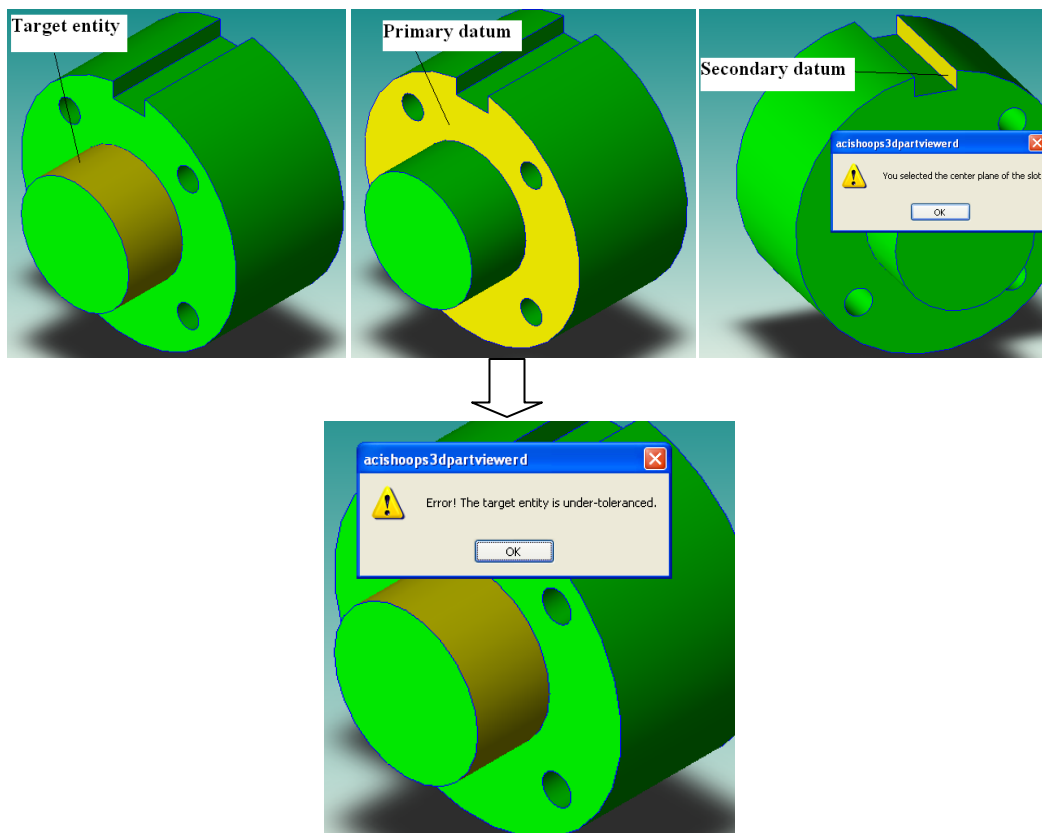 Target entity
Primary datum
Secondary datum
acishoops3dpartviewerd
You selected the center plane of the slot
OK
acishoops3dpartviewerd
Error! The target entity is under-toleranced.
OK